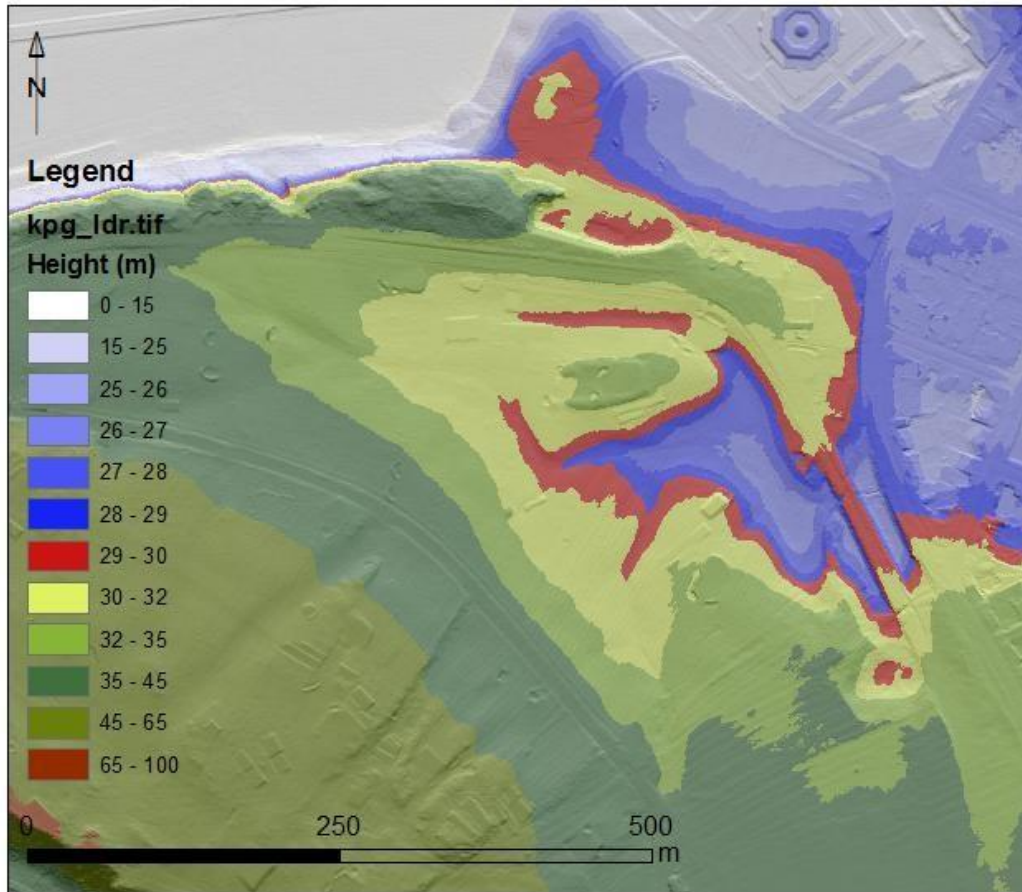 N
Legend
kpg_ldr.tif
Height (m)
0 - 15
15 - 25
25 - 26
26 - 27
27 - 28
28 - 29
29 - 30
30 - 32
32 - 35
35 - 45
45 - 65
65 - 100
0 250 500
m